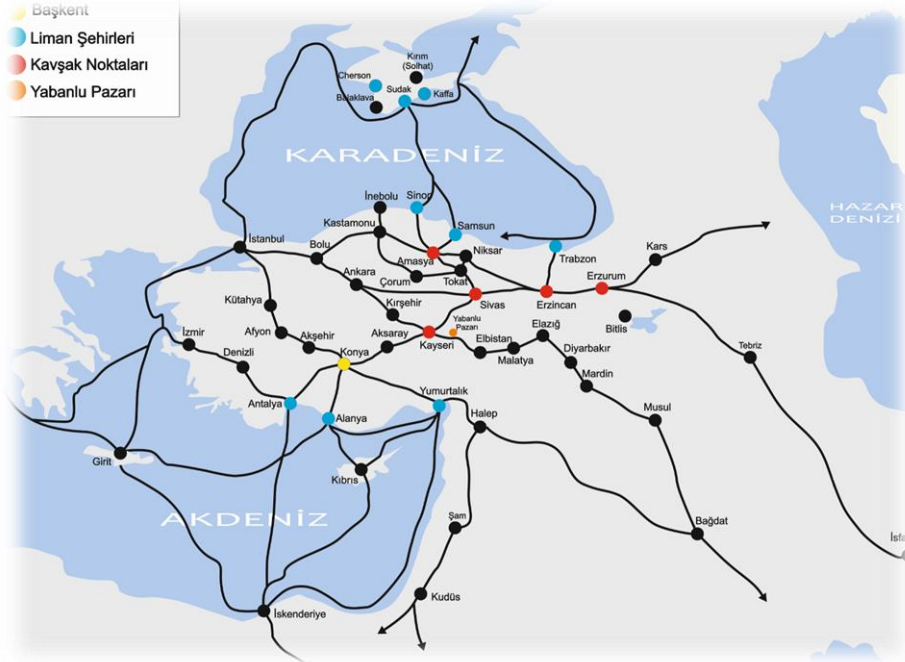 Başkent
Liman Şehirleri
Kavşak Noktaları
Yabanlu Pazarı
Kırım
(Solhat)
Cherson
Sudak
Kaffa
Balaklava
KARADENİZ
HAZAR
DENİZİ
İnebolu
Sinop
Kastamonu
Samsun
İstanbul
Bolu
Amasya
Niksar
Trabzon
Kars
Ankara
Çorum
Tokat
Erzurum
Kütahya
Kırşehir
Sivas
Erzincan
Bitlis
İzmir
Afyon
Akşehir
Aksaray
Yabanlu
Pazarı
Kayseri
Elbistan
Elazığ
Tebriz
Denizli
Konya
Malatya
Diyarbakır
Mardin
Antalya
Alanya
Yumurtalık
Halep
Musul
Girit
Kıbrıs
AKDENİZ
Şam
Bağdat
İsfa
Kudüs
İskenderiye